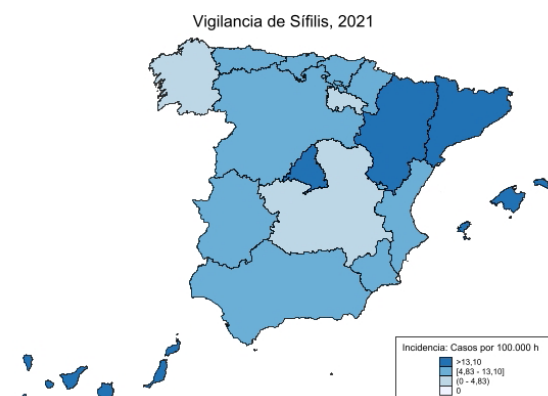 Vigilancia de Sífilis, 2021
Incidencia: Casos por 100.000 h
>13,10
[4,83 - 13,10]
(0 - 4,83)
0